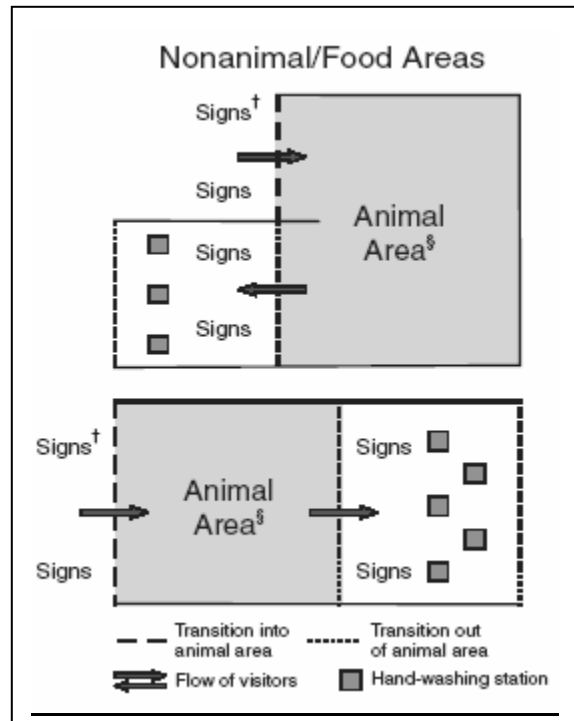 Nonanimal/Food Areas
Signs†
Signs
Animal
Area§
Signs
Signs
Signs†
Signs
Animal
Area§
Signs
Signs
Transition into
animal area
Transition out
of animal area
Flow of visitors
Hand-washing station